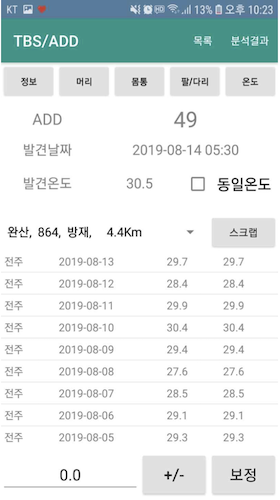 KT 13% 오후 10:23
TBS/ADD 목록 분석결과
정보 머리 몸통 팔/다리 온도
ADD 49
발견날짜 2019-08-14 05:30
발견온도 30.5 동일온도
완산, 864, 방재, 4.4Km 스크랩
전주 2019-08-13 29.7 29.7
전주 2019-08-12 28.4 28.4
전주 2019-08-11 29.9 29.9
전주 2019-08-10 30.4 30.4
전주 2019-08-09 29.4 29.4
전주 2019-08-08 27.6 27.6
전주 2019-08-07 28.5 28.5
전주 2019-08-06 29.1 29.1
전주 2019-08-05 29.3 29.3
0.0 +/- 보정